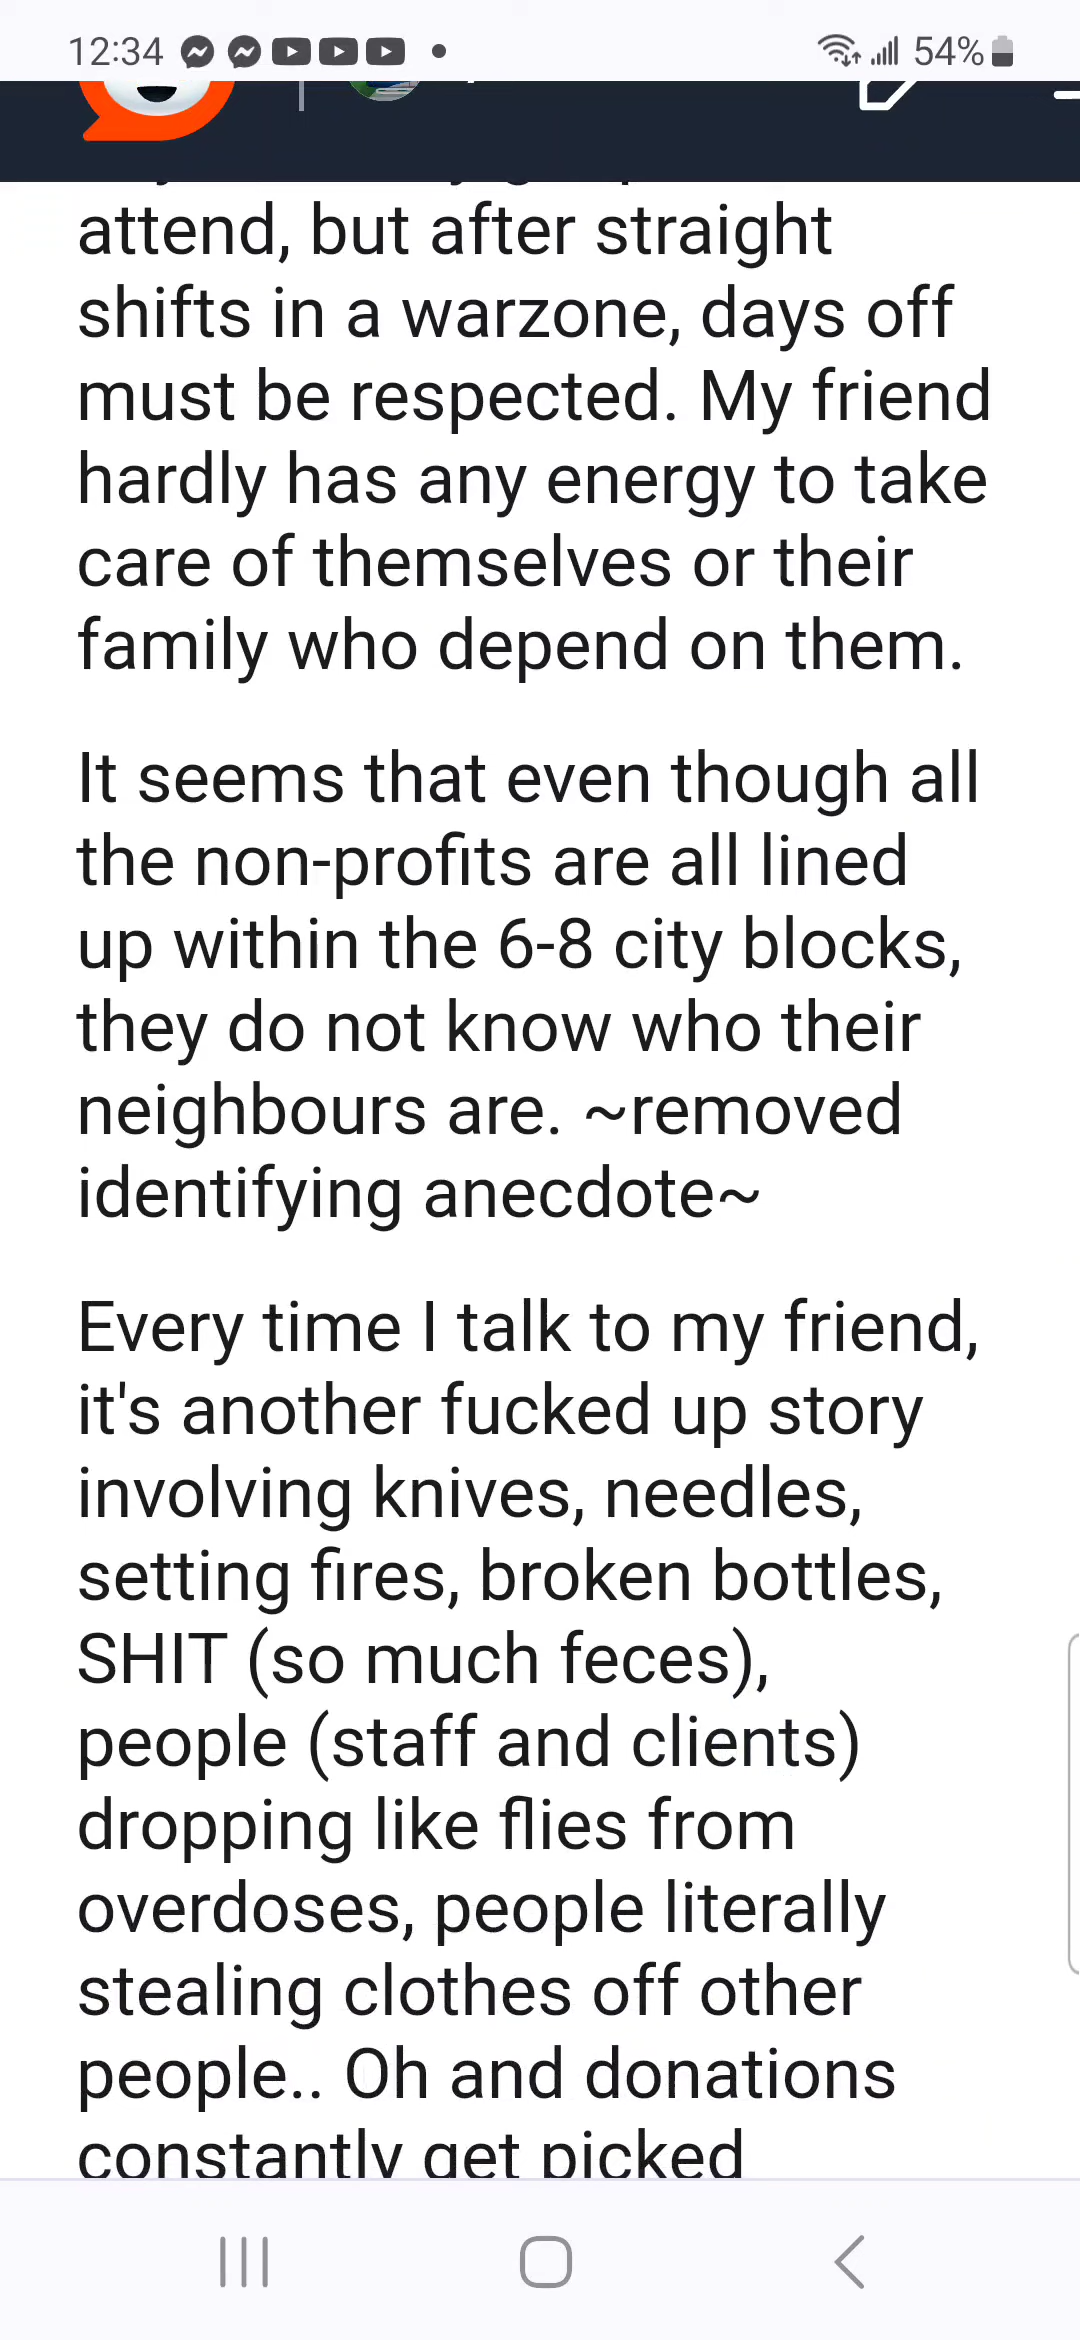 12:34 54%
attend, but after straight
shifts in a warzone, days off
must be respected. My friend
hardly has any energy to take
care of themselves or their
family who depend on them.
It seems that even though all
the non-profits are all lined
up within the 6-8 city blocks,
they do not know who their
neighbours are. ~removed
identifying anecdote~
Every time I talk to my friend,
it's another fucked up story
involving knives, needles,
setting fires, broken bottles,
SHIT (so much feces),
people (staff and clients)
dropping like flies from
overdoses, people literally
stealing clothes off other
people.. Oh and donations
constantly get picked